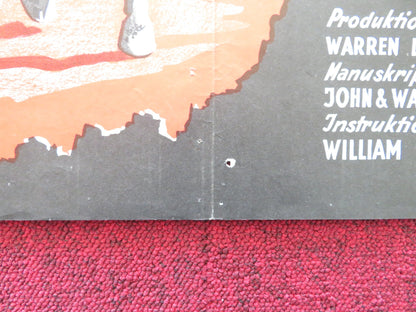 Produktio
WARREN
Manuskrip
JOHN & WA
Instruktio
WILLIAM